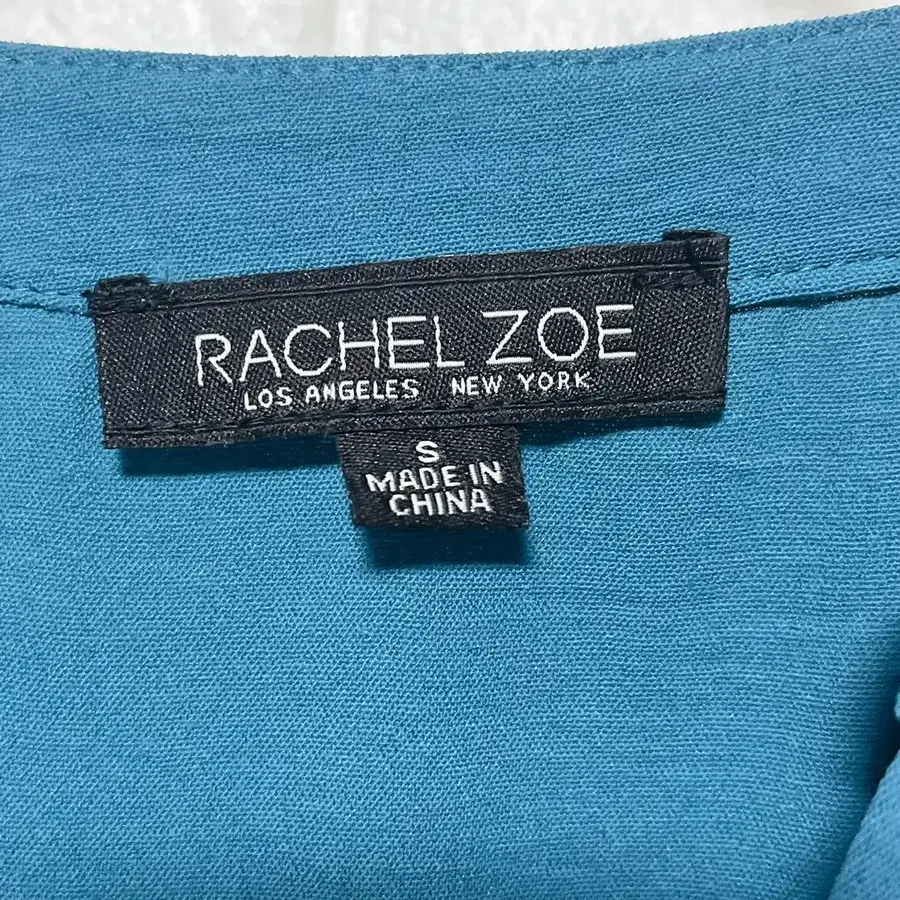 RACHEL ZOE
LOS ANGELES NEW YORK
S
MADE IN
CHINA